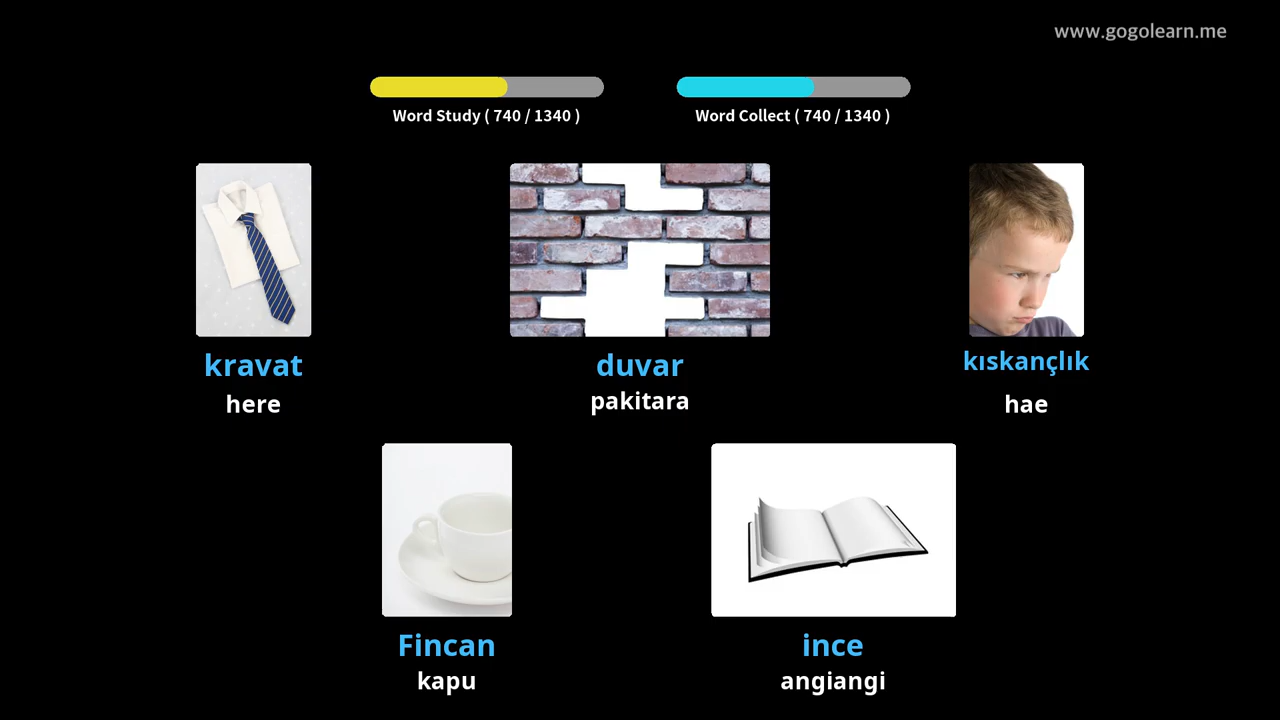 www.gogolearn.me
Word Study ( 740 / 1340 )
Word Collect ( 740 / 1340 )
kravat
here
duvar
pakitara
kıskançlık
hae
Fincan
kapu
ince
angiangi